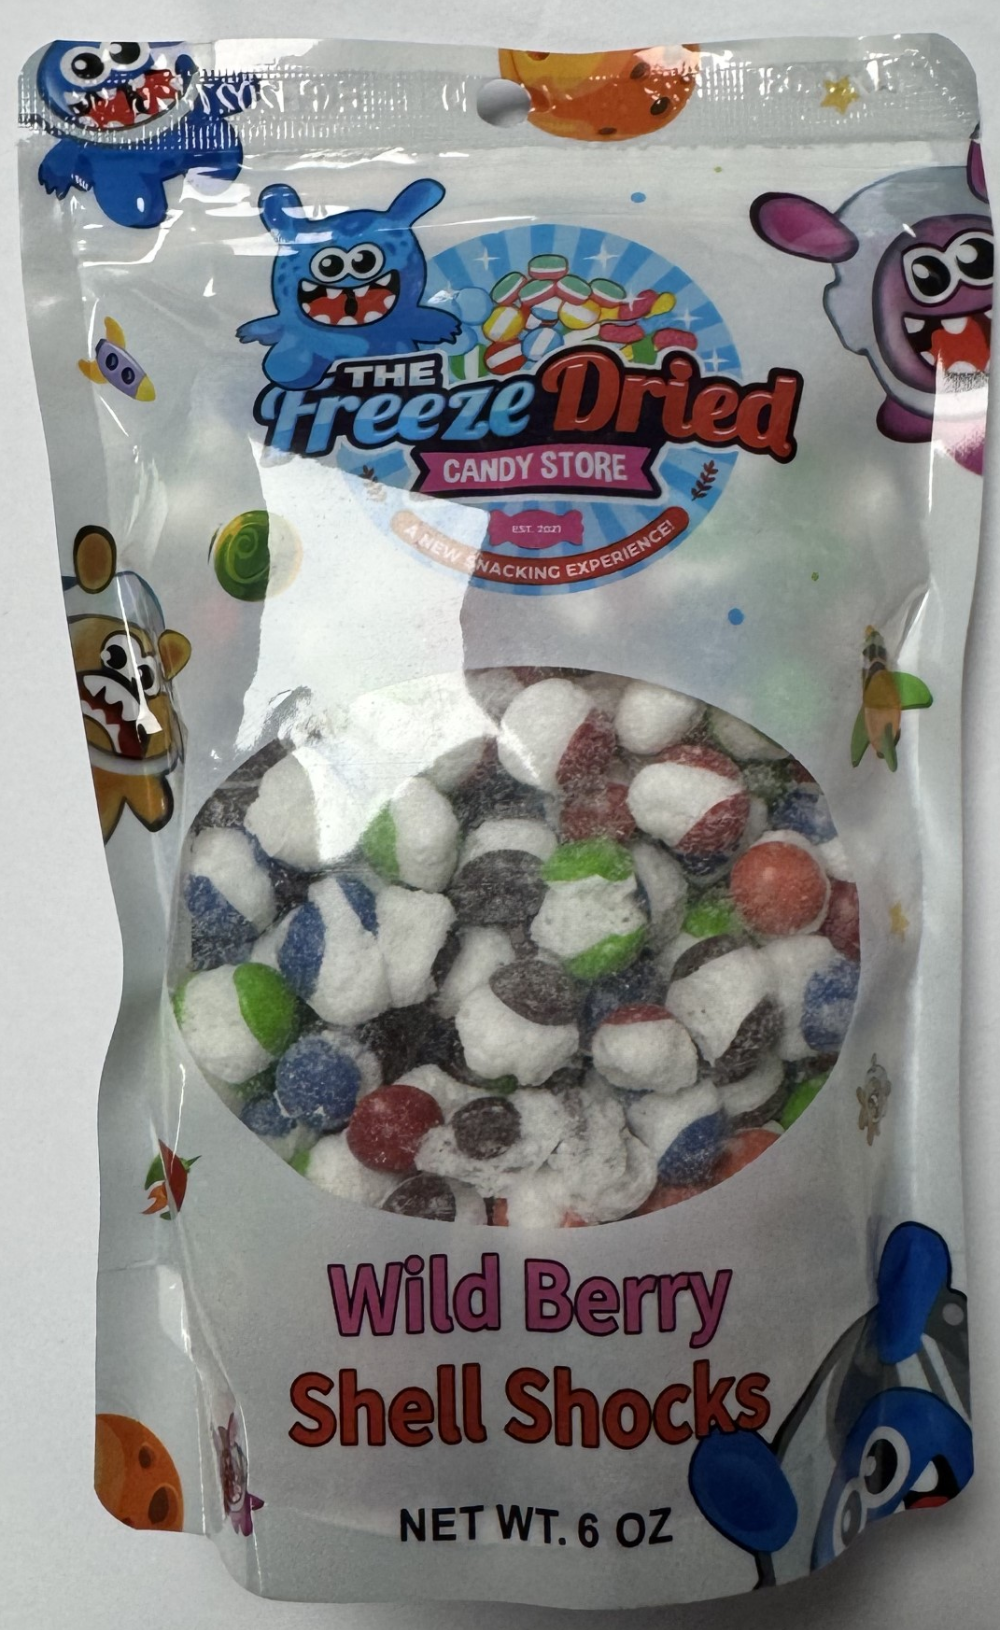 THE
Freeze Dried
CANDY STORE
EST. 2021
A NEW SNACKING EXPERIENCE!
Wild Berry
Shell Shocks
NET WT. 6 OZ